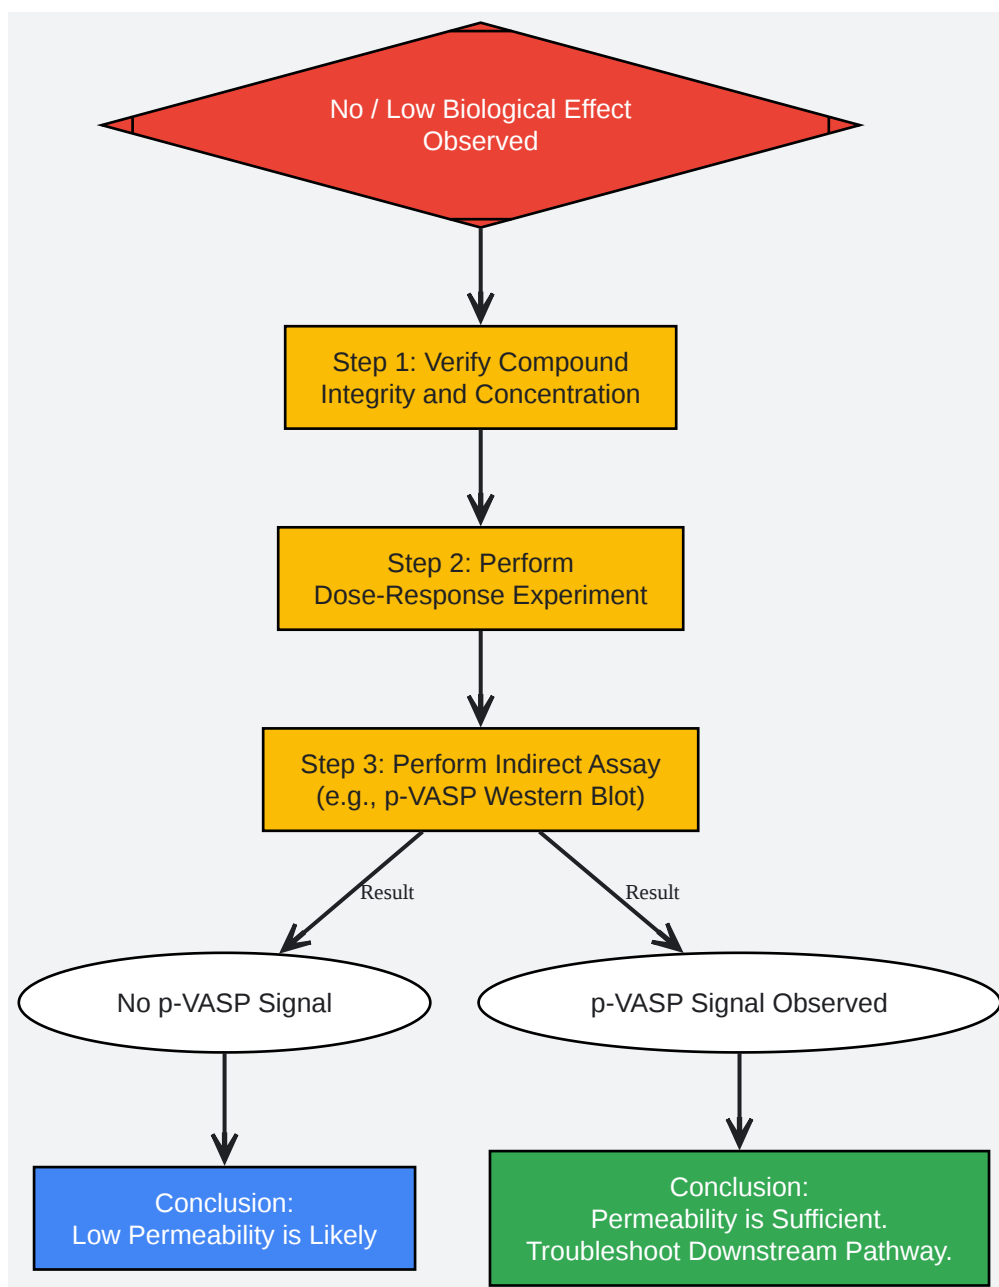 No / Low Biological Effect
Observed
Step 1: Verify Compound
Integrity and Concentration
Step 2: Perform
Dose-Response Experiment
Step 3: Perform Indirect Assay
(e.g., p-VASP Western Blot)
Result
Result
No p-VASP Signal
p-VASP Signal Observed
Conclusion:
Low Permeability is Likely
Conclusion:
Permeability is Sufficient.
Troubleshoot Downstream Pathway.